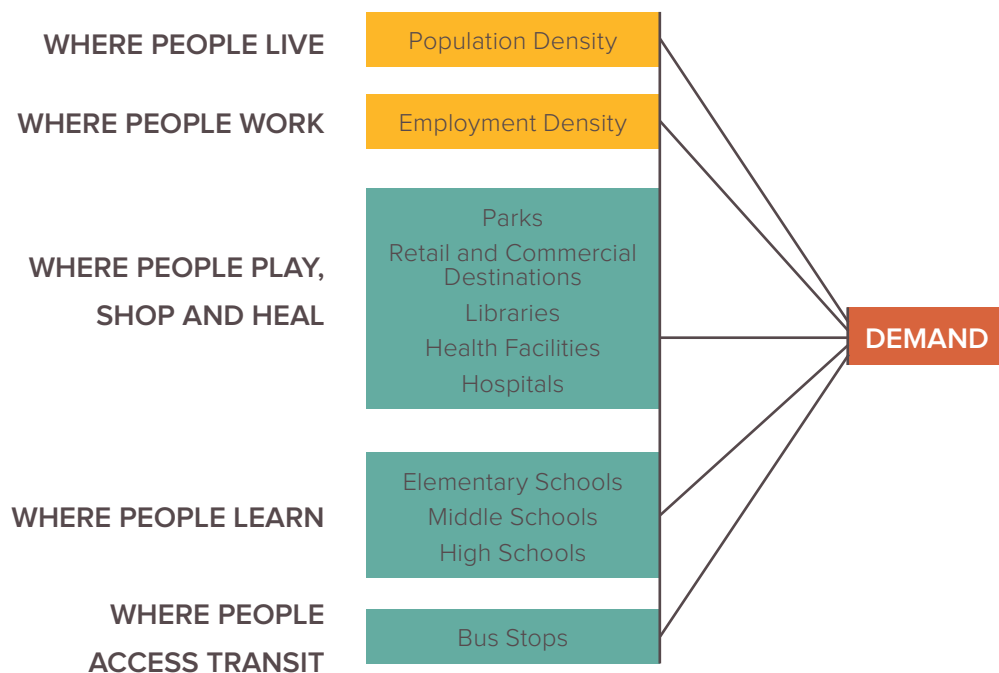 WHERE PEOPLE LIVE
Population Density
WHERE PEOPLE WORK
Employment Density
WHERE PEOPLE PLAY,
SHOP AND HEAL
Parks
Retail and Commercial
Destinations
Libraries
Health Facilities
Hospitals
DEMAND
WHERE PEOPLE LEARN
Elementary Schools
Middle Schools
High Schools
WHERE PEOPLE
ACCESS TRANSIT
Bus Stops